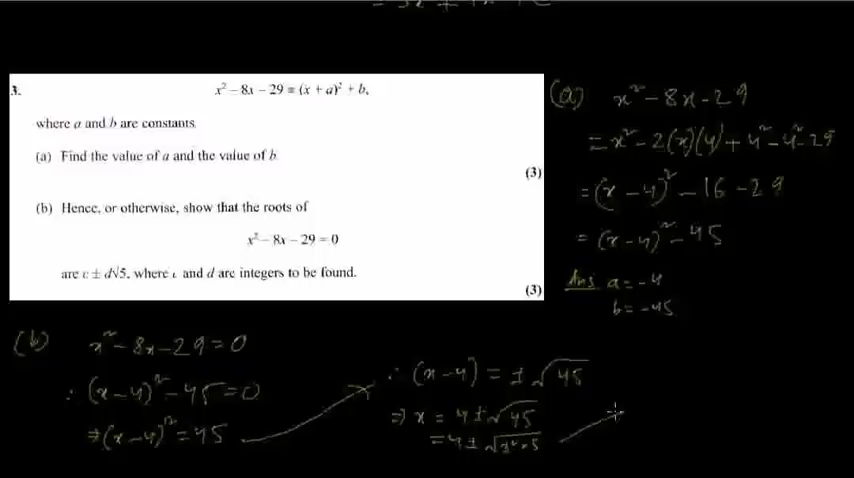 3.
x² – 8x – 29 ≡ (x + a)² + b,
where a and b are constants.
(a) Find the value of a and the value of b
(3)
(b) Hence, or otherwise, show that the roots of
x² – 8x – 29 = 0
are c ± d√5, where c and d are integers to be found.
(3)
(a) x² - 8x - 29
= x² - 2(x)(4) + 4² - 4² - 29
= (x - 4)² - 16 - 29
= (x - 4)² - 45
Ans a = -4
b = -45
(b) x² - 8x - 29 = 0
∴ (x - 4)² - 45 = 0
⇒ (x - 4)² = 45
∴ (x - 4) = ± √45
⇒ x = 4 ± √45
= 4 ± √3²×5